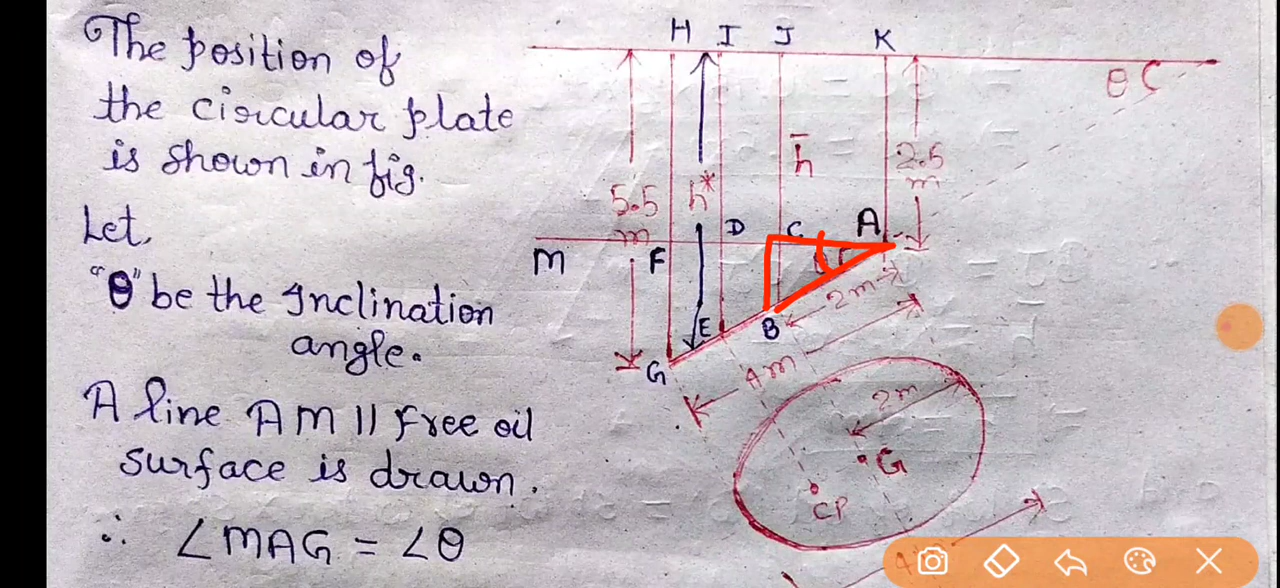 The position of
the circular plate
is shown in fig.
Let,
"θ" be the Inclination
angle.
A line AM || free oil
surface is drawn.
∴ ∠MAG = ∠θ
H I J K
θ
h̄
2.5
m
5.5
m
h*
M F D C A
E B
G
2m
4m
2m
G
CP